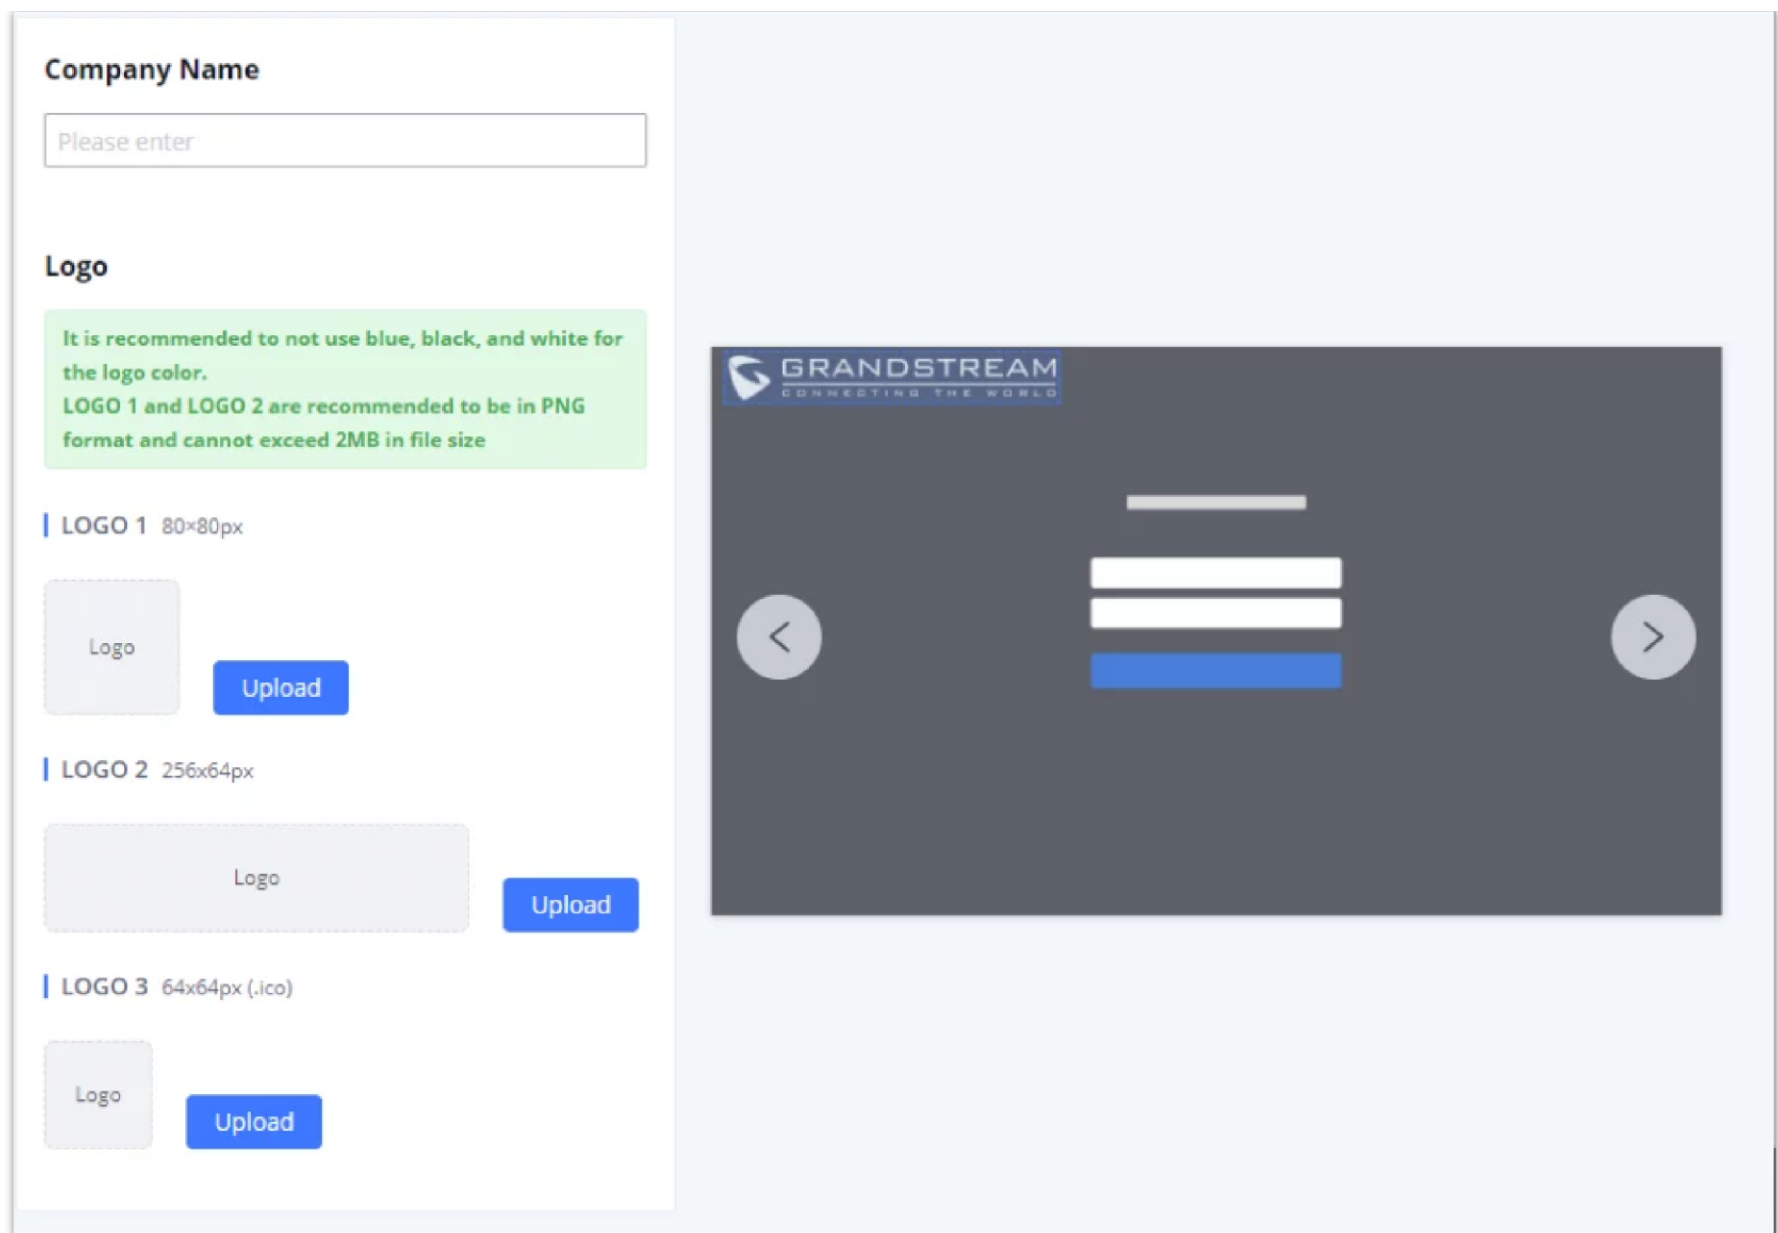 Company Name
Please enter
Logo
It is recommended to not use blue, black, and white for
the logo color.
LOGO 1 and LOGO 2 are recommended to be in PNG
format and cannot exceed 2MB in file size
LOGO 1 80×80px
Logo
Upload
LOGO 2 256x64px
Logo
Upload
LOGO 3 64x64px (.ico)
Logo
Upload
GRANDSTREAM
CONNECTING THE WORLD